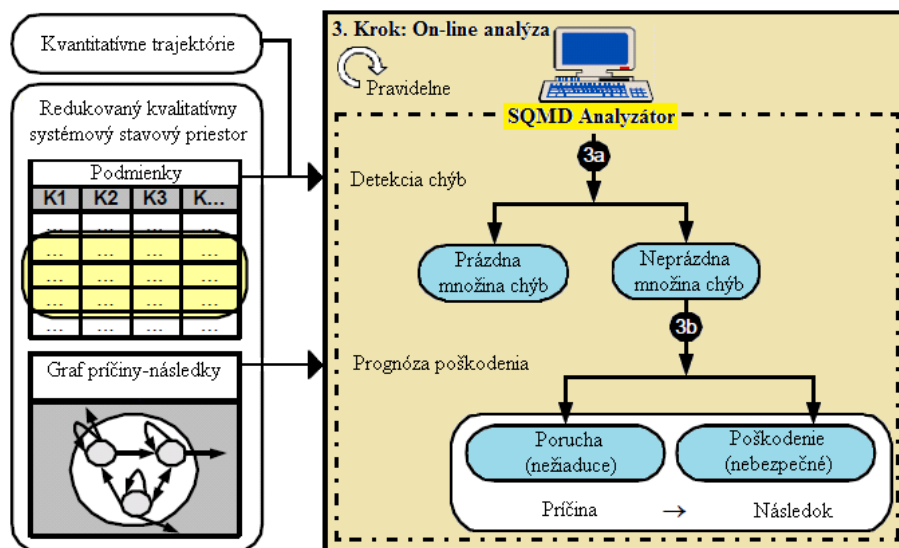 Kvantitatívne trajektórie
Redukovaný kvalitatívny
systémový stavový priestor
Podmienky
K1 K2 K3 K...
... ... ... ...
... ... ... ...
... ... ... ...
... ... ... ...
... ... ... ...
Graf príčiny-následky
3. Krok: On-line analýza
Pravidelne
SQMD Analyzátor
3a
Detekcia chýb
Prázdna
množina chýb
Neprázdna
množina chýb
3b
Prognóza poškodenia
Porucha
(nežiaduce)
Poškodenie
(nebezpečné)
Príčina → Následok